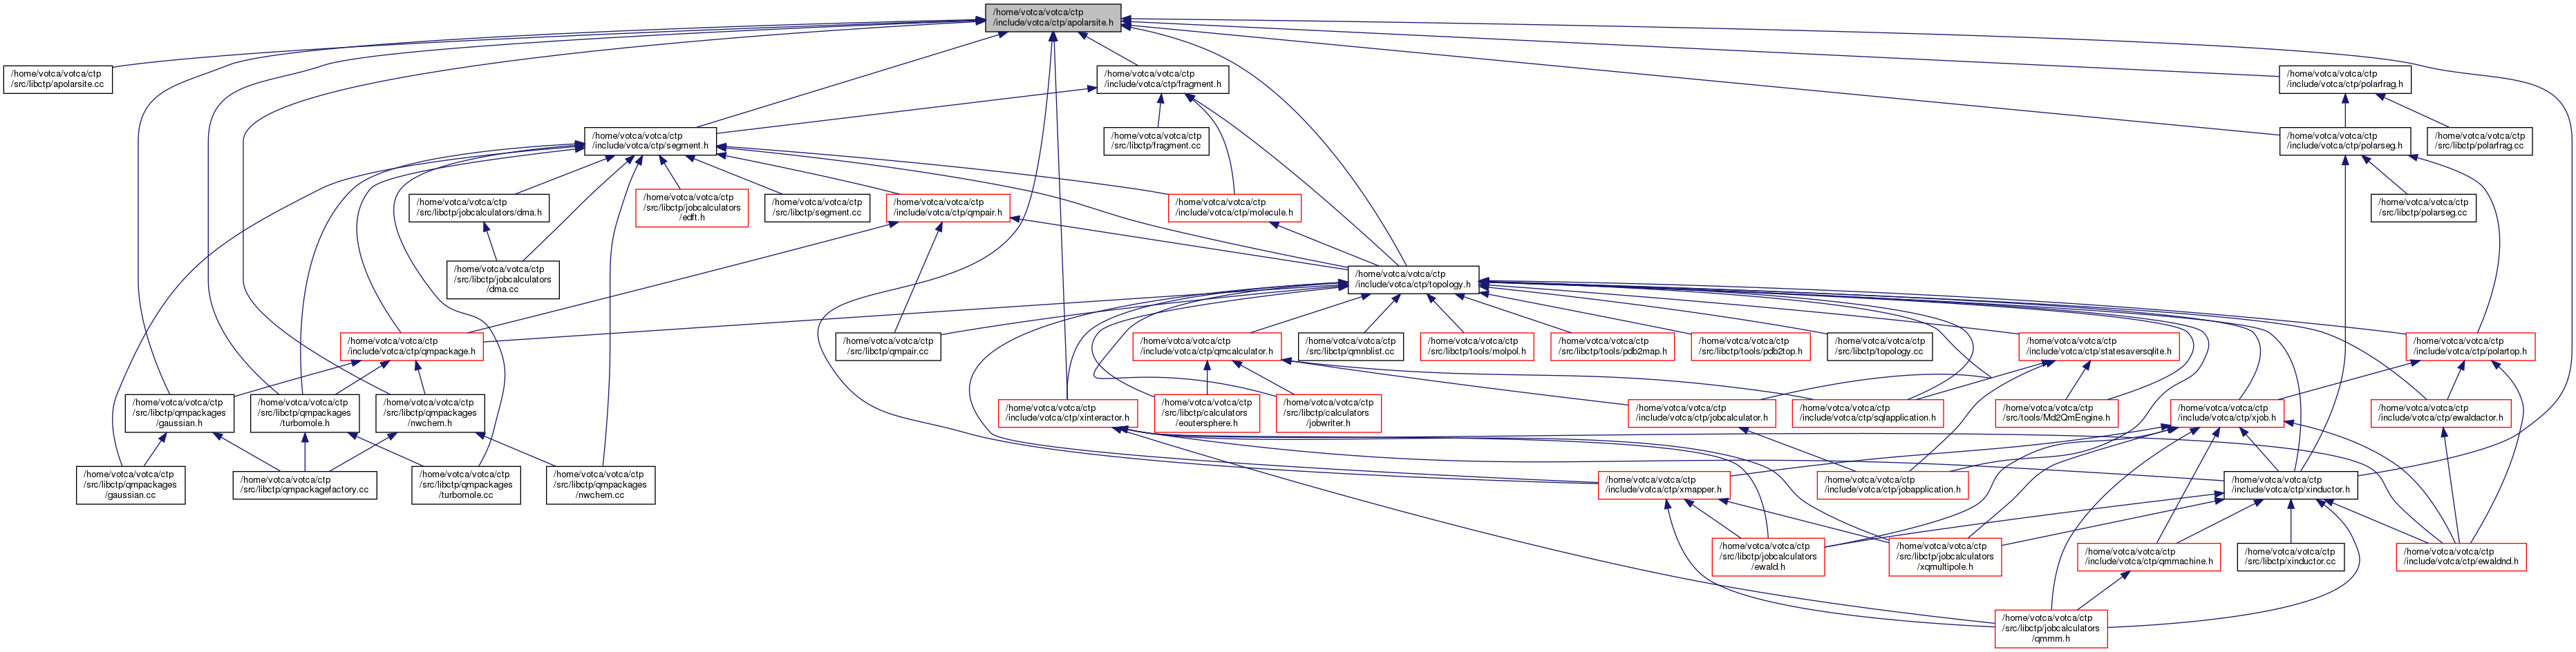 /home/votca/votca/ctp
/include/votca/ctp/apolarsite.h
/home/votca/votca/ctp
/src/libctp/apolarsite.cc
/home/votca/votca/ctp
/include/votca/ctp/fragment.h
/home/votca/votca/ctp
/include/votca/ctp/polarfrag.h
/home/votca/votca/ctp
/include/votca/ctp/segment.h
/home/votca/votca/ctp
/src/libctp/fragment.cc
/home/votca/votca/ctp
/include/votca/ctp/polarseg.h
/home/votca/votca/ctp
/src/libctp/polarfrag.cc
/home/votca/votca/ctp
/src/libctp/jobcalculators/dma.h
/home/votca/votca/ctp
/src/libctp/jobcalculators
/edft.h
/home/votca/votca/ctp
/src/libctp/segment.cc
/home/votca/votca/ctp
/include/votca/ctp/qmpair.h
/home/votca/votca/ctp
/include/votca/ctp/molecule.h
/home/votca/votca/ctp
/src/libctp/polarseg.cc
/home/votca/votca/ctp
/src/libctp/jobcalculators
/dma.cc
/home/votca/votca/ctp
/include/votca/ctp/topology.h
/home/votca/votca/ctp
/include/votca/ctp/qmpackage.h
/home/votca/votca/ctp
/src/libctp/qmpair.cc
/home/votca/votca/ctp
/include/votca/ctp/qmcalculator.h
/home/votca/votca/ctp
/src/libctp/qmnblist.cc
/home/votca/votca/ctp
/src/libctp/tools/molpol.h
/home/votca/votca/ctp
/src/libctp/tools/pdb2map.h
/home/votca/votca/ctp
/src/libctp/tools/pdb2top.h
/home/votca/votca/ctp
/src/libctp/topology.cc
/home/votca/votca/ctp
/include/votca/ctp/statesaversqlite.h
/home/votca/votca/ctp
/include/votca/ctp/polartop.h
/home/votca/votca/ctp
/src/libctp/qmpackages
/gaussian.h
/home/votca/votca/ctp
/src/libctp/qmpackages
/turbomole.h
/home/votca/votca/ctp
/src/libctp/qmpackages
/nwchem.h
/home/votca/votca/ctp
/include/votca/ctp/xinteractor.h
/home/votca/votca/ctp
/src/libctp/calculators
/eoutersphere.h
/home/votca/votca/ctp
/src/libctp/calculators
/jobwriter.h
/home/votca/votca/ctp
/include/votca/ctp/jobcalculator.h
/home/votca/votca/ctp
/include/votca/ctp/sqlapplication.h
/home/votca/votca/ctp
/src/tools/Md2QmEngine.h
/home/votca/votca/ctp
/include/votca/ctp/xjob.h
/home/votca/votca/ctp
/include/votca/ctp/ewaldactor.h
/home/votca/votca/ctp
/src/libctp/qmpackages
/gaussian.cc
/home/votca/votca/ctp
/src/libctp/qmpackagefactory.cc
/home/votca/votca/ctp
/src/libctp/qmpackages
/turbomole.cc
/home/votca/votca/ctp
/src/libctp/qmpackages
/nwchem.cc
/home/votca/votca/ctp
/include/votca/ctp/xmapper.h
/home/votca/votca/ctp
/include/votca/ctp/jobapplication.h
/home/votca/votca/ctp
/include/votca/ctp/xinductor.h
/home/votca/votca/ctp
/src/libctp/jobcalculators
/ewald.h
/home/votca/votca/ctp
/src/libctp/jobcalculators
/xqmultipole.h
/home/votca/votca/ctp
/include/votca/ctp/qmmachine.h
/home/votca/votca/ctp
/src/libctp/xinductor.cc
/home/votca/votca/ctp
/include/votca/ctp/ewaldnd.h
/home/votca/votca/ctp
/src/libctp/jobcalculators
/qmmm.h